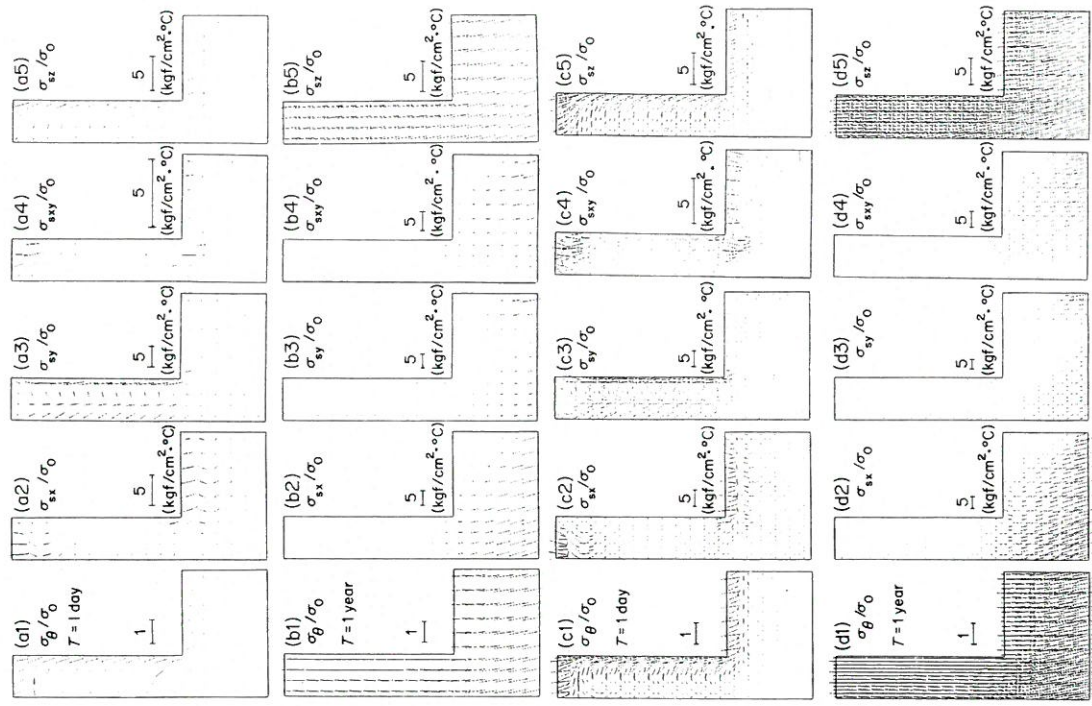 (a1)
σθ/σ0
T = 1 day
1
(a2)
σsx/σ0
5
(kgf/cm²·°C)
(a3)
σsy/σ0
5
(kgf/cm²·°C)
(a4)
σsxy/σ0
5
(kgf/cm²·°C)
(a5)
σsz/σ0
5
(kgf/cm²·°C)
(b1)
σθ/σ0
T = 1 year
1
(b2)
σsx/σ0
5
(kgf/cm²·°C)
(b3)
σsy/σ0
5
(kgf/cm²·°C)
(b4)
σsxy/σ0
5
(kgf/cm²·°C)
(b5)
σsz/σ0
5
(kgf/cm²·°C)
(c1)
σθ/σ0
T = 1 day
1
(c2)
σsx/σ0
5
(kgf/cm²·°C)
(c3)
σsy/σ0
5
(kgf/cm²·°C)
(c4)
σsxy/σ0
5
(kgf/cm²·°C)
(c5)
σsz/σ0
5
(kgf/cm²·°C)
(d1)
σθ/σ0
T = 1 year
1
(d2)
σsx/σ0
5
(kgf/cm²·°C)
(d3)
σsy/σ0
5
(kgf/cm²·°C)
(d4)
σsxy/σ0
5
(kgf/cm²·°C)
(d5)
σsz/σ0
5
(kgf/cm²·°C)